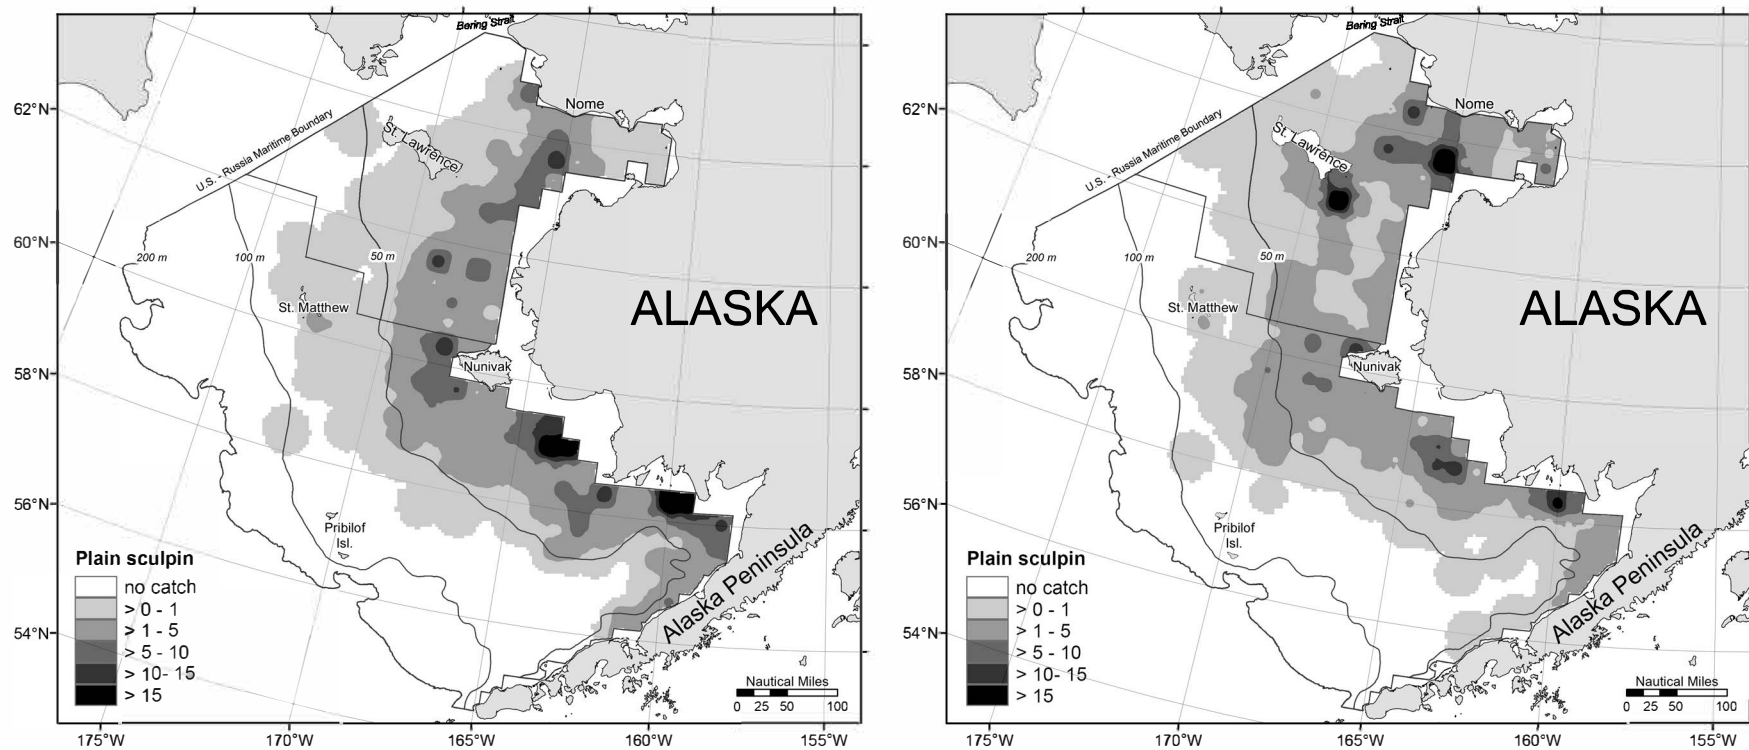 Bering Strait
62°N
Nome
St. Lawrence
U.S. - Russia Maritime Boundary
60°N
200 m
100 m
50 m
St. Matthew
ALASKA
58°N
Nunivak
56°N
Pribilof
Isl.
Alaska Peninsula
Plain sculpin
no catch
> 0 - 1
> 1 - 5
> 5 - 10
> 10- 15
> 15
54°N
Nautical Miles
0 25 50 100
175°W 170°W 165°W 160°W 155°W
Bering Strait
62°N
Nome
St. Lawrence
U.S. - Russia Maritime Boundary
60°N
200 m
100 m
50 m
St. Matthew
ALASKA
58°N
Nunivak
56°N
Pribilof
Isl.
Alaska Peninsula
Plain sculpin
no catch
> 0 - 1
> 1 - 5
> 5 - 10
> 10- 15
> 15
54°N
Nautical Miles
0 25 50 100
175°W 170°W 165°W 160°W 155°W